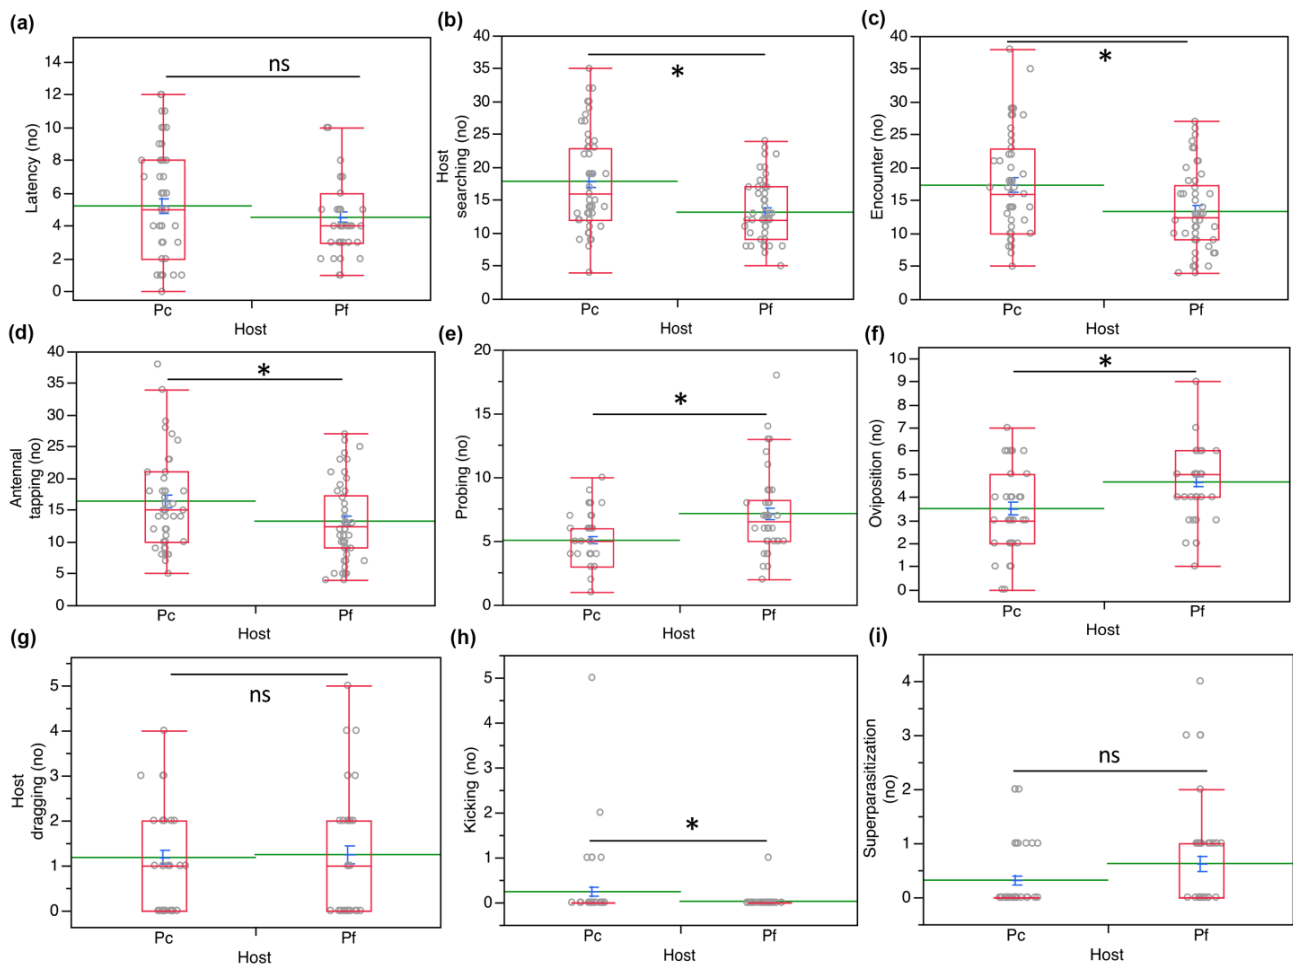 (a)
ns
Latency (no)
14
12
10
8
6
4
2
0
Pc
Pf
Host
(b)
*
Host
searching (no)
40
35
30
25
20
15
10
5
0
Pc
Pf
Host
(c)
*
Encounter (no)
40
35
30
25
20
15
10
5
0
Pc
Pf
Host
(d)
*
Antennal
tapping (no)
40
35
30
25
20
15
10
5
0
Pc
Pf
Host
(e)
*
Probing (no)
20
15
10
5
0
Pc
Pf
Host
(f)
*
Oviposition (no)
10
9
8
7
6
5
4
3
2
1
0
Pc
Pf
Host
(g)
ns
Host
dragging (no)
5
4
3
2
1
0
Pc
Pf
Host
(h)
*
Kicking (no)
5
4
3
2
1
0
Pc
Pf
Host
(i)
ns
Superparasitization
(no)
4
3
2
1
0
Pc
Pf
Host